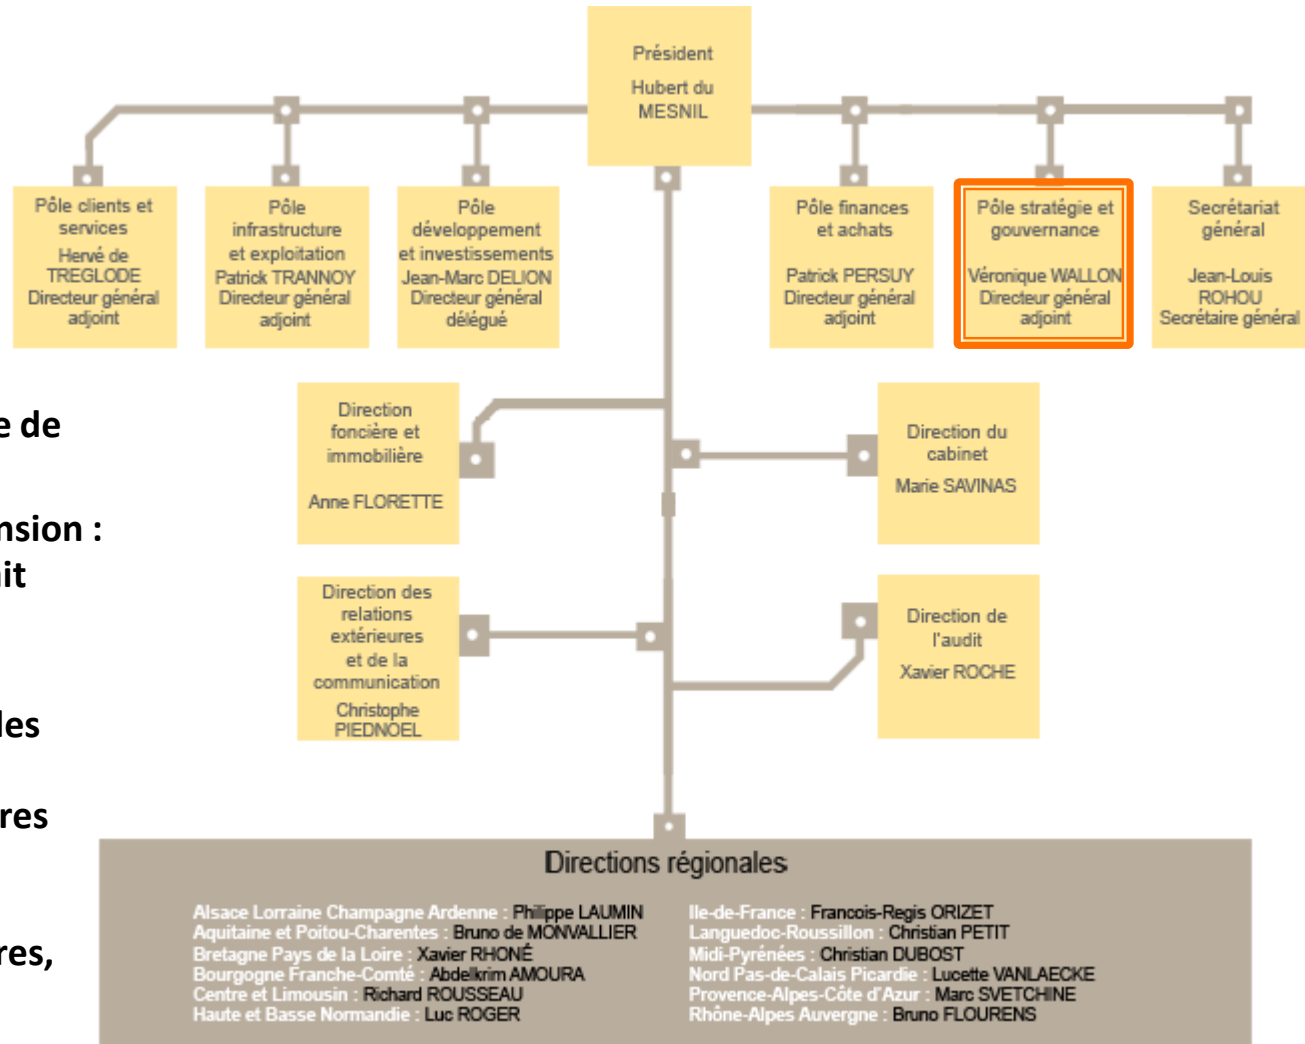 Président
Hubert du
MESNIL
Pôle clients et
services
Hervé de
TREGLODE
Directeur général
adjoint
Pôle
infrastructure
et exploitation
Patrick TRANNOY
Directeur général
adjoint
Pôle
développement
et investissements
Jean-Marc DELION
Directeur général
délégué
Pôle finances
et achats
Patrick PERSUY
Directeur général
adjoint
Pôle stratégie et
gouvernance
Véronique WALLON
Directeur général
adjoint
Secrétariat
général
Jean-Louis
ROHOU
Secrétaire général
e de
nsion :
it
les
res
res,
Direction
foncière et
immobilière
Anne FLORETTE
Direction du
cabinet
Marie SAVINAS
Direction des
relations
extérieures
et de la
communication
Christophe
PIEDNOEL
Direction de
l'audit
Xavier ROCHE
Directions régionales
Alsace Lorraine Champagne Ardenne : Philippe LAUMIN
Aquitaine et Poitou-Charentes : Bruno de MONVALLIER
Bretagne Pays de la Loire : Xavier RHONÉ
Bourgogne Franche-Comté : Abdelkrim AMOURA
Centre et Limousin : Richard ROUSSEAU
Haute et Basse Normandie : Luc ROGER
Ile-de-France : Francois-Regis ORIZET
Languedoc-Roussillon : Christian PETIT
Midi-Pyrénées : Christian DUBOST
Nord Pas-de-Calais Picardie : Lucette VANLAECKE
Provence-Alpes-Côte d'Azur : Marc SVETCHINE
Rhône-Alpes Auvergne : Bruno FLOURENS